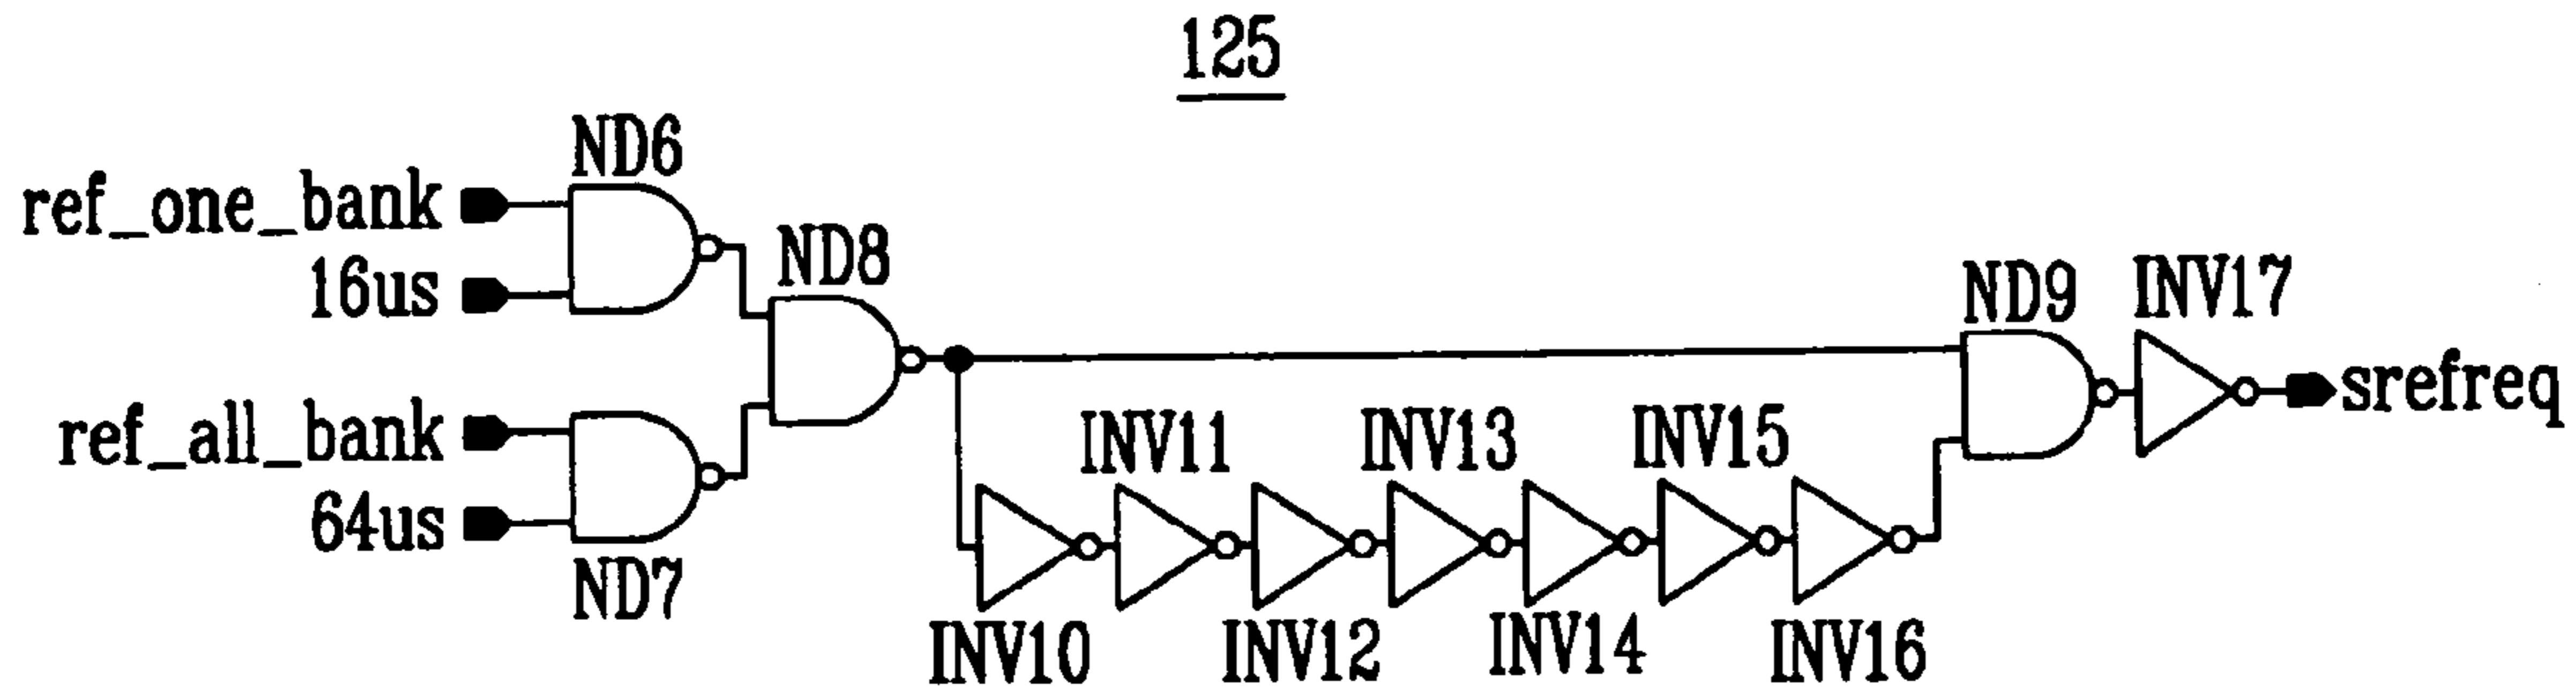 125
ND6
ref_one_bank
16us
ND8
ref_all_bank
64us
ND7
INV10
INV11
INV12
INV13
INV14
INV15
INV16
ND9
INV17
srefreq